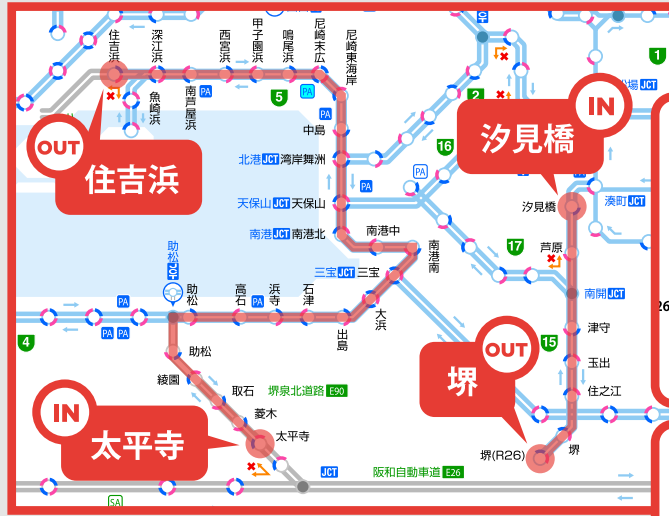 住吉浜
深江浜
西宮浜
甲子園浜
鳴尾浜
尼崎末広
尼崎東海岸
魚崎浜
南芦屋浜
PA
5
PA
PA
中島
北港JCT 湾岸舞洲
PA
天保山JCT 天保山
南港JCT 南港北
南港中
南港南
三宝JCT 三宝
大浜
出島
石津
浜寺
PA
高石
助松
助松JCT
PA
PA PA
4
助松
綾園
取石
堺泉北道路 E90
菱木
太平寺
JCT
阪和自動車道 E26
SA
OUT
住吉浜
IN
太平寺
IN
汐見橋
OUT
堺
1
2
16
PA
汐見橋
湊町JCT
17
芦原
南開JCT
津守
15
玉出
住之江
堺
堺(R26)